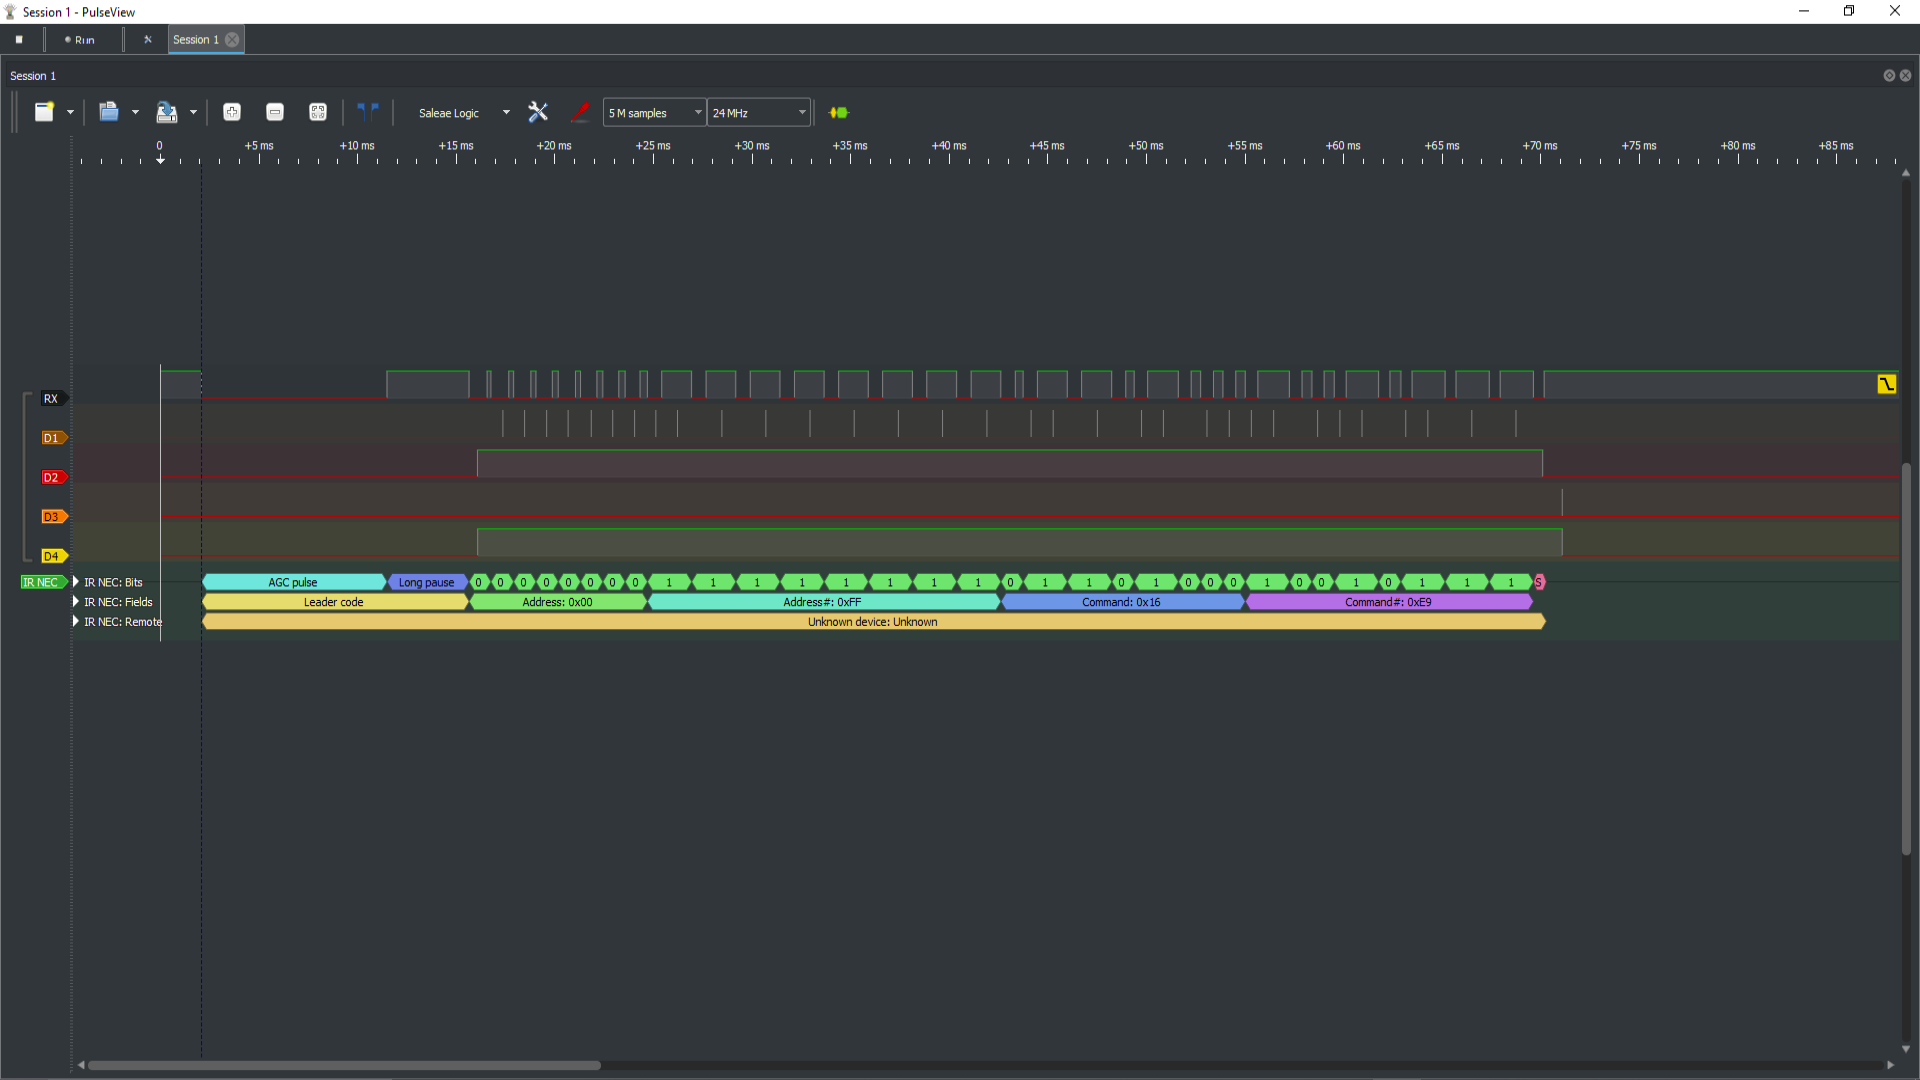 Session 1 - PulseView
Run
Session 1
Session 1
Saleae Logic 5 M samples 24 MHz
0 +5 ms +10 ms +15 ms +20 ms +25 ms +30 ms +35 ms +40 ms +45 ms +50 ms +55 ms +60 ms +65 ms +70 ms +75 ms +80 ms +85 ms
RX
D1
D2
D3
D4
IR NEC IR NEC: Bits AGC pulse Long pause 0 0 0 0 0 0 0 0 1 1 1 1 1 1 1 1 0 1 1 0 1 0 0 0 1 0 0 1 0 1 1 1 S
IR NEC: Fields Leader code Address: 0x00 Address#: 0xFF Command: 0x16 Command#: 0xE9
IR NEC: Remote Unknown device: Unknown